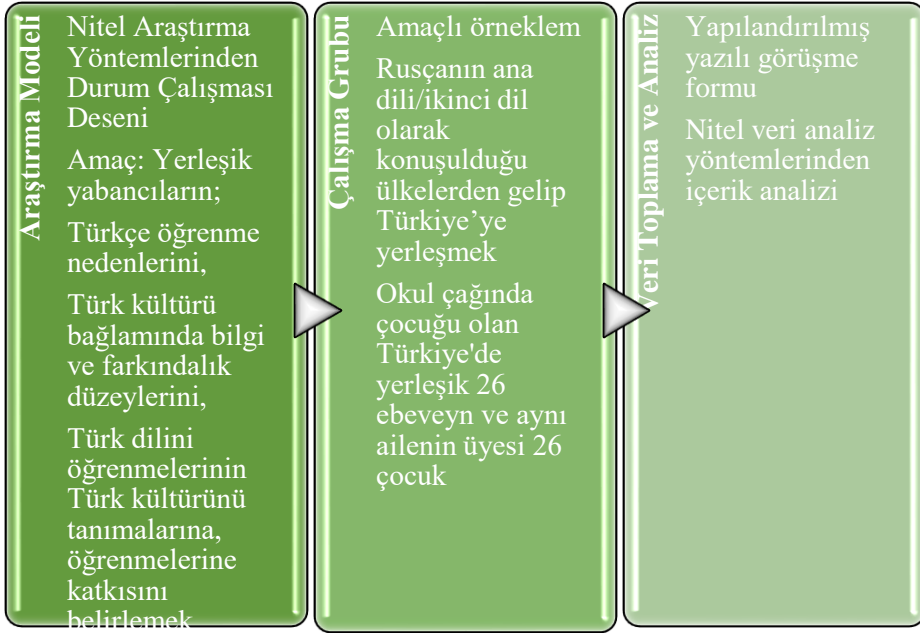 Araştırma Modeli
Nitel Araştırma
Yöntemlerinden
Durum Çalışması
Deseni
Amaç: Yerleşik
yabancıların;
Türkçe öğrenme
nedenlerini,
Türk kültürü
bağlamında bilgi
ve farkındalık
düzeylerini,
Türk dilini
öğrenmelerinin
Türk kültürünü
tanımalarına,
öğrenmelerine
katkısını
belirlemek
Çalışma Grubu
Amaçlı örneklem
Rusçanın ana
dili/ikinci dil
olarak
konuşulduğu
ülkelerden gelip
Türkiye’ye
yerleşmek
Okul çağında
çocuğu olan
Türkiye'de
yerleşik 26
ebeveyn ve aynı
ailenin üyesi 26
çocuk
Veri Toplama ve Analiz
Yapılandırılmış
yazılı görüşme
formu
Nitel veri analiz
yöntemlerinden
içerik analizi